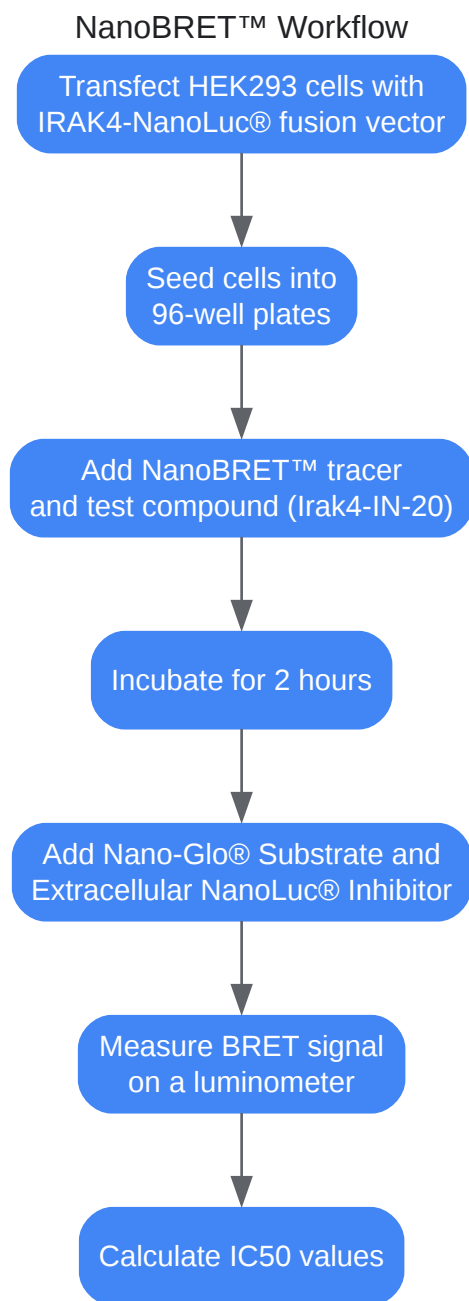 NanoBRET™ Workflow
Transfect HEK293 cells with
IRAK4-NanoLuc® fusion vector
Seed cells into
96-well plates
Add NanoBRET™ tracer
and test compound (Irak4-IN-20)
Incubate for 2 hours
Add Nano-Glo® Substrate and
Extracellular NanoLuc® Inhibitor
Measure BRET signal
on a luminometer
Calculate IC50 values